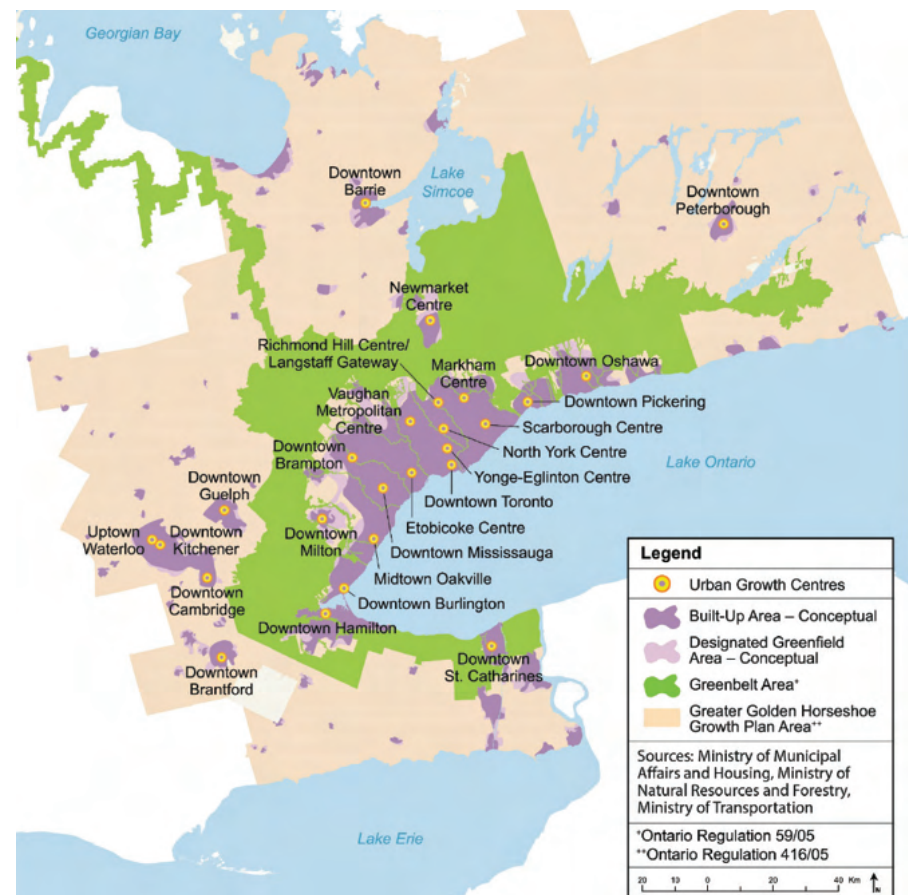 Georgian Bay
Downtown
Barrie
Lake
Simcoe
Downtown
Peterborough
Newmarket
Centre
Richmond Hill Centre/
Langstaff Gateway
Markham
Centre
Downtown Oshawa
Vaughan
Metropolitan
Centre
Downtown Pickering
Scarborough Centre
North York Centre
Downtown
Brampton
Yonge-Eglinton Centre
Lake Ontario
Downtown
Guelph
Downtown Toronto
Uptown
Waterloo
Downtown
Kitchener
Downtown
Milton
Etobicoke Centre
Downtown Mississauga
Midtown Oakville
Downtown
Cambridge
Downtown Burlington
Downtown Hamilton
Downtown
St. Catharines
Downtown
Brantford
Lake Erie
Legend
Urban Growth Centres
Built-Up Area – Conceptual
Designated Greenfield
Area – Conceptual
Greenbelt Area+
Greater Golden Horseshoe
Growth Plan Area++
Sources: Ministry of Municipal
Affairs and Housing, Ministry of
Natural Resources and Forestry,
Ministry of Transportation
+Ontario Regulation 59/05
++Ontario Regulation 416/05
20 10 0 20 40 Km
N